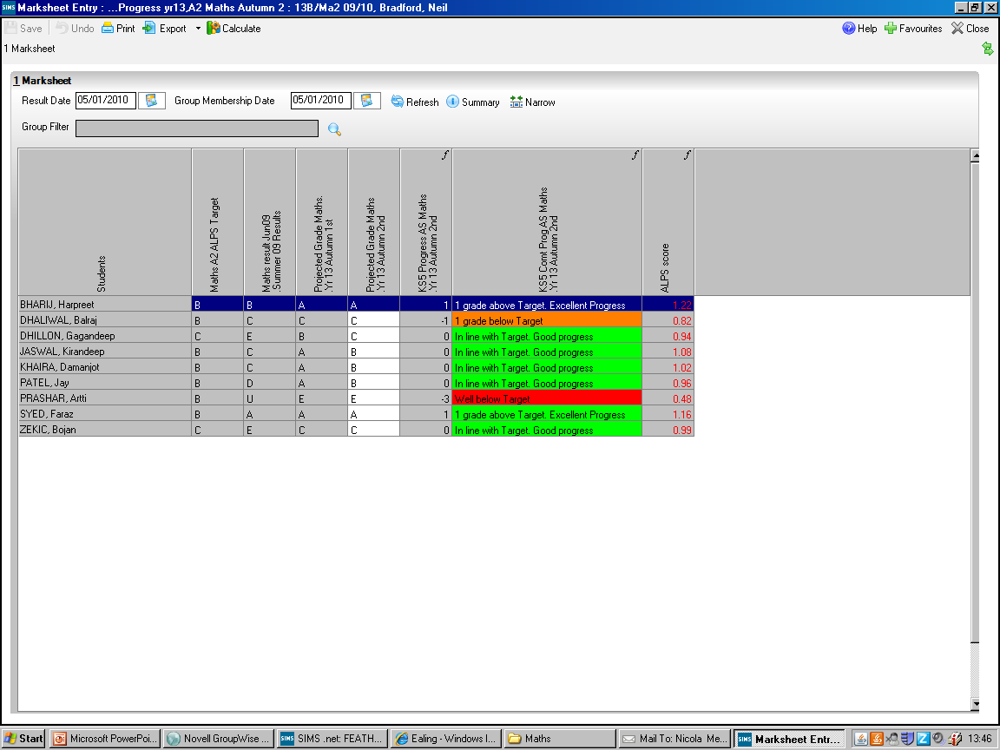 SIMS Marksheet Entry : ...Progress yr13,A2 Maths Autumn 2 : 13B/Ma2 09/10, Bradford, Neil
Save Undo Print Export Calculate Help Favourites Close
1 Marksheet
1 Marksheet
Result Date 05/01/2010 Group Membership Date 05/01/2010 Refresh Summary Narrow
Group Filter
Students
Maths A2 ALPS Target
Maths result Jun09
.Summer 09 Results
Projected Grade Maths.
.Yr 13 Autumn 1st
Projected Grade Maths
.Yr 13 Autumn 2nd
f
KS5 Progress AS Maths
.Yr 13 Autumn 2nd
f
KS5 Comt Prog AS Maths
.Yr 13 Autumn 2nd
f
ALPS score
BHARIJ, Harpreet B B A A 1 1 grade above Target. Excellent Progress 1.22
DHALIWAL, Balraj B C C C -1 1 grade below Target 0.82
DHILLON, Gagandeep C E B C 0 In line with Target. Good progress 0.94
JASWAL, Kirandeep B C A B 0 In line with Target. Good progress 1.08
KHAIRA, Damanjot B C A B 0 In line with Target. Good progress 1.02
PATEL, Jay B D A B 0 In line with Target. Good progress 0.96
PRASHAR, Artti B U E E -3 Well below Target 0.48
SYED, Faraz B A A A 1 1 grade above Target. Excellent Progress 1.16
ZEKIC, Bojan C E C C 0 In line with Target. Good progress 0.99
Start Microsoft PowerPoi... Novell GroupWise ... SIMS SIMS .net: FEATH... Ealing - Windows I... Maths Mail To: Nicola Me... SIMS Marksheet Entr... 13:46